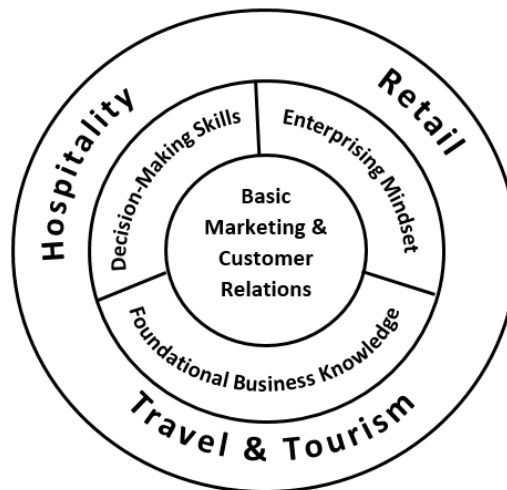 Hospitality
Retail
Decision-Making Skills
Enterprising Mindset
Basic
Marketing &
Customer
Relations
Foundational Business Knowledge
Travel & Tourism